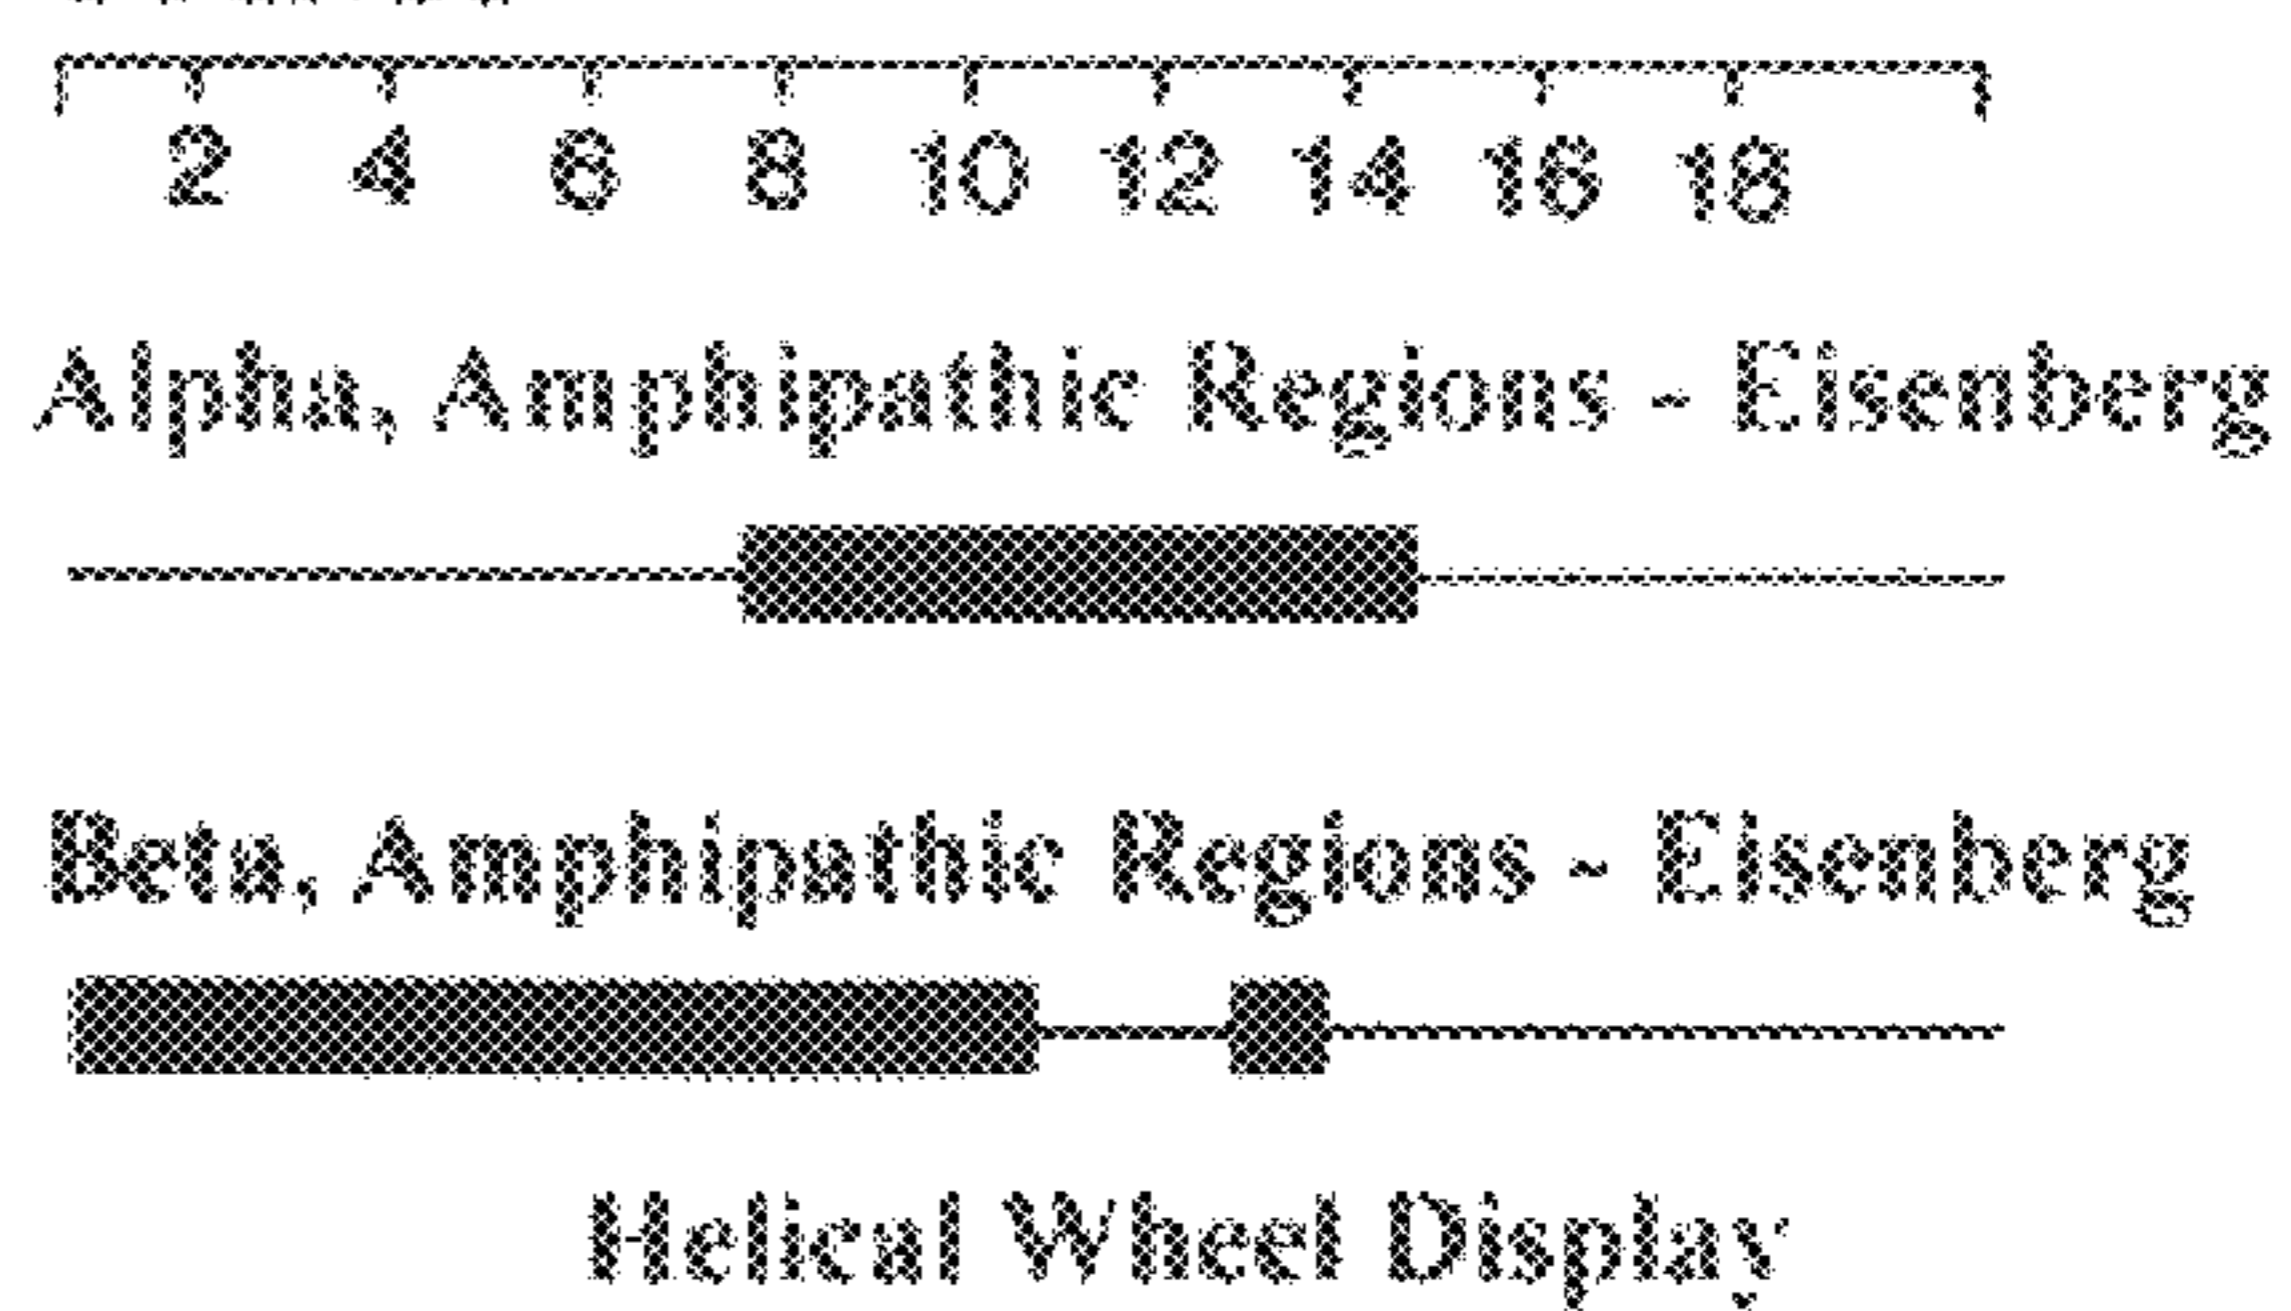 2 4 6 8 10 12 14 16 18
Alpha, Amphipathic Regions - Eisenberg
Beta, Amphipathic Regions - Eisenberg
Helical Wheel Display